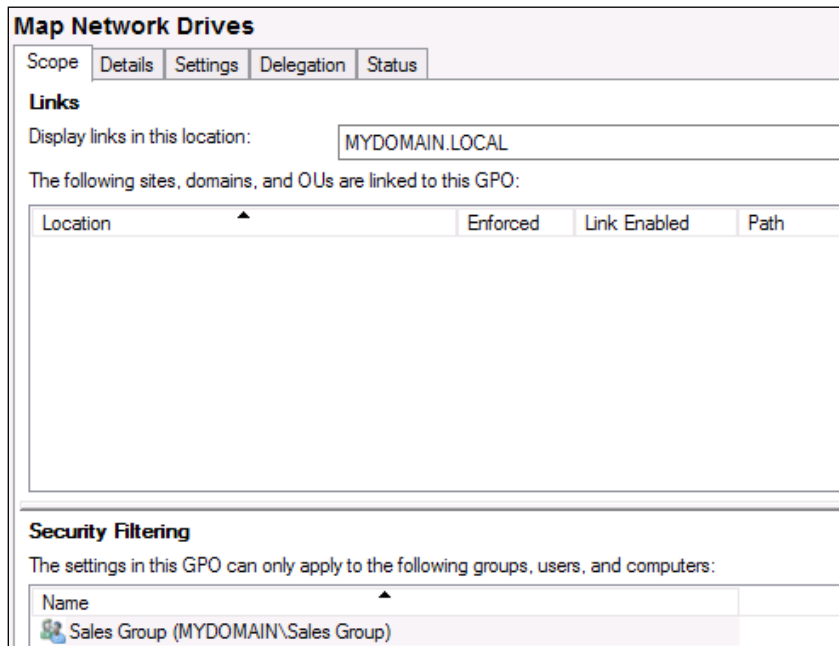 Map Network Drives
Scope Details Settings Delegation Status
Links
Display links in this location: MYDOMAIN.LOCAL
The following sites, domains, and OUs are linked to this GPO:
Location Enforced Link Enabled Path
Security Filtering
The settings in this GPO can only apply to the following groups, users, and computers:
Name
Sales Group (MYDOMAIN\Sales Group)